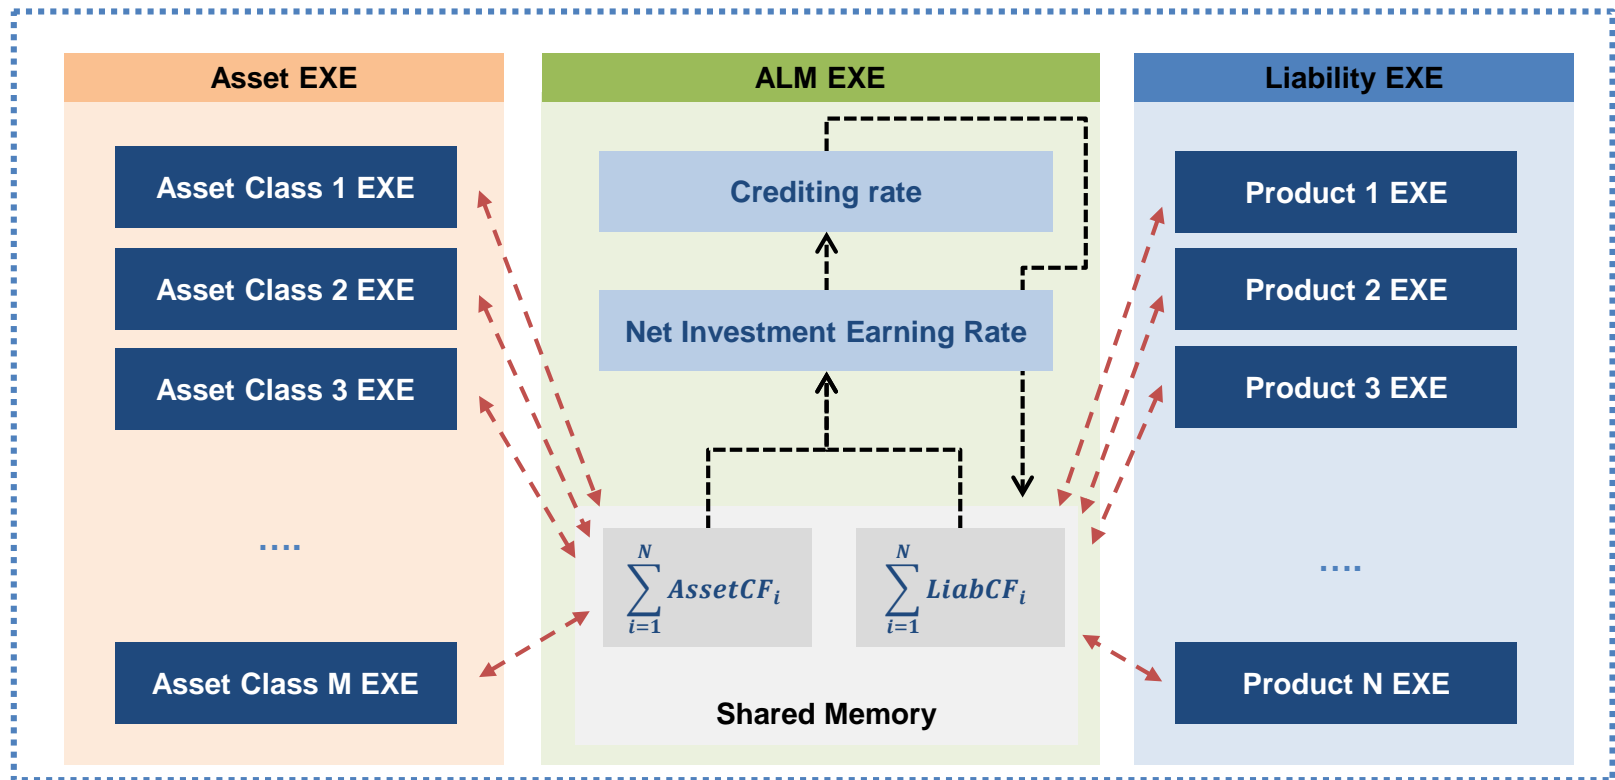 Asset EXE
Asset Class 1 EXE
Asset Class 2 EXE
Asset Class 3 EXE
....
Asset Class M EXE
ALM EXE
Crediting rate
Net Investment Earning Rate
∑_{i=1}^{N} AssetCF_i
∑_{i=1}^{N} LiabCF_i
Shared Memory
Liability EXE
Product 1 EXE
Product 2 EXE
Product 3 EXE
....
Product N EXE